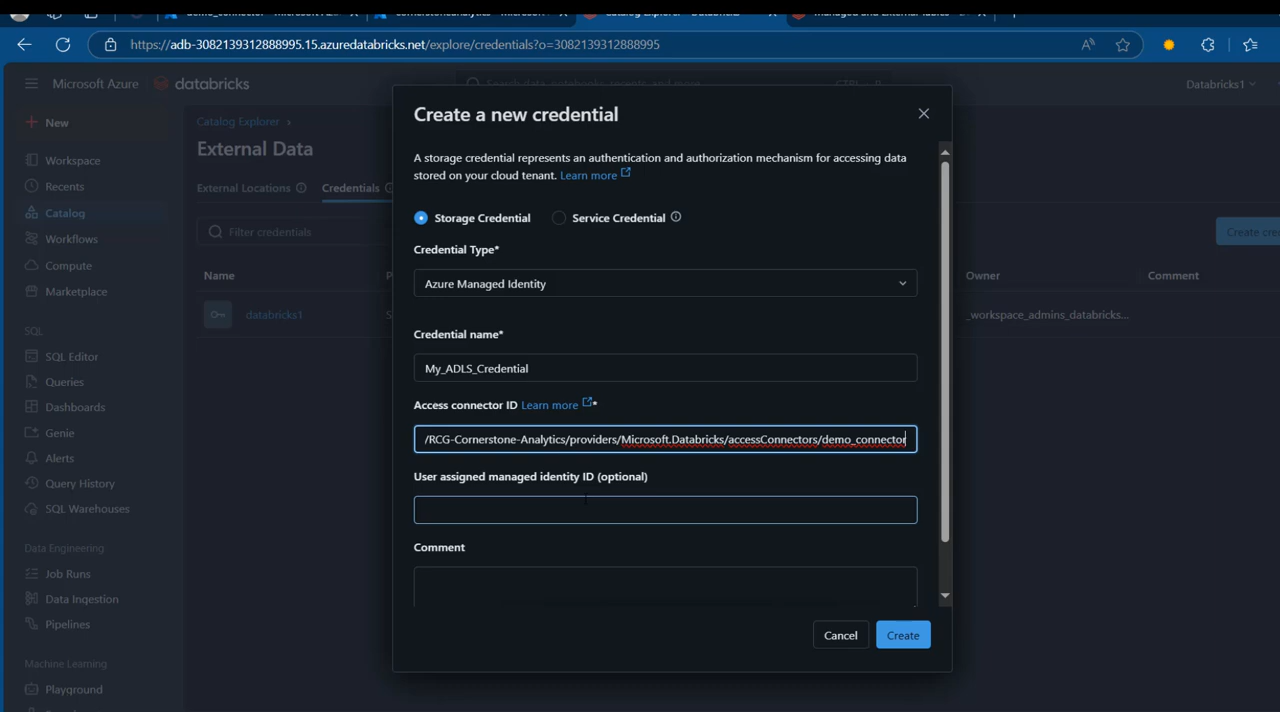 https://adb-3082139312888995.15.azuredatabricks.net/explore/credentials?o=3082139312888995
Microsoft Azure databricks
Databricks1
New
Workspace
Recents
Catalog
Workflows
Compute
Marketplace
SQL
SQL Editor
Queries
Dashboards
Genie
Alerts
Query History
SQL Warehouses
Data Engineering
Job Runs
Data Ingestion
Pipelines
Machine Learning
Playground
Catalog Explorer
External Data
External Locations
Credentials
Filter credentials
Name
databricks1
Owner
Comment
_workspace_admins_databricks...
Create a new credential
A storage credential represents an authentication and authorization mechanism for accessing data
stored on your cloud tenant. Learn more
Storage Credential
Service Credential
Credential Type*
Azure Managed Identity
Credential name*
My_ADLS_Credential
Access connector ID Learn more *
/RCG-Cornerstone-Analytics/providers/Microsoft.Databricks/accessConnectors/demo_connector
User assigned managed identity ID (optional)
Comment
Cancel
Create